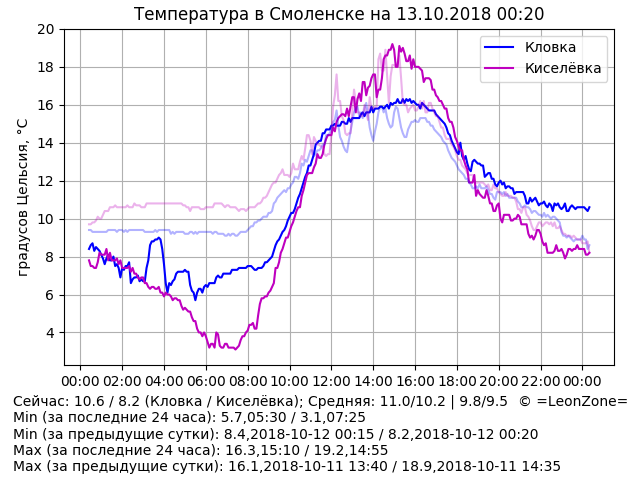 Температура в Смоленске на 13.10.2018 00:20
градусов Цельсия, °C
20
18
16
14
12
10
8
6
4
Кловка
Киселёвка
00:00 02:00 04:00 06:00 08:00 10:00 12:00 14:00 16:00 18:00 20:00 22:00 00:00
Сейчас: 10.6 / 8.2 (Кловка / Киселёвка); Средняя: 11.0/10.2 | 9.8/9.5 © =LeonZone=
Min (за последние 24 часа): 5.7,05:30 / 3.1,07:25
Min (за предыдущие сутки): 8.4,2018-10-12 00:15 / 8.2,2018-10-12 00:20
Max (за последние 24 часа): 16.3,15:10 / 19.2,14:55
Max (за предыдущие сутки): 16.1,2018-10-11 13:40 / 18.9,2018-10-11 14:35